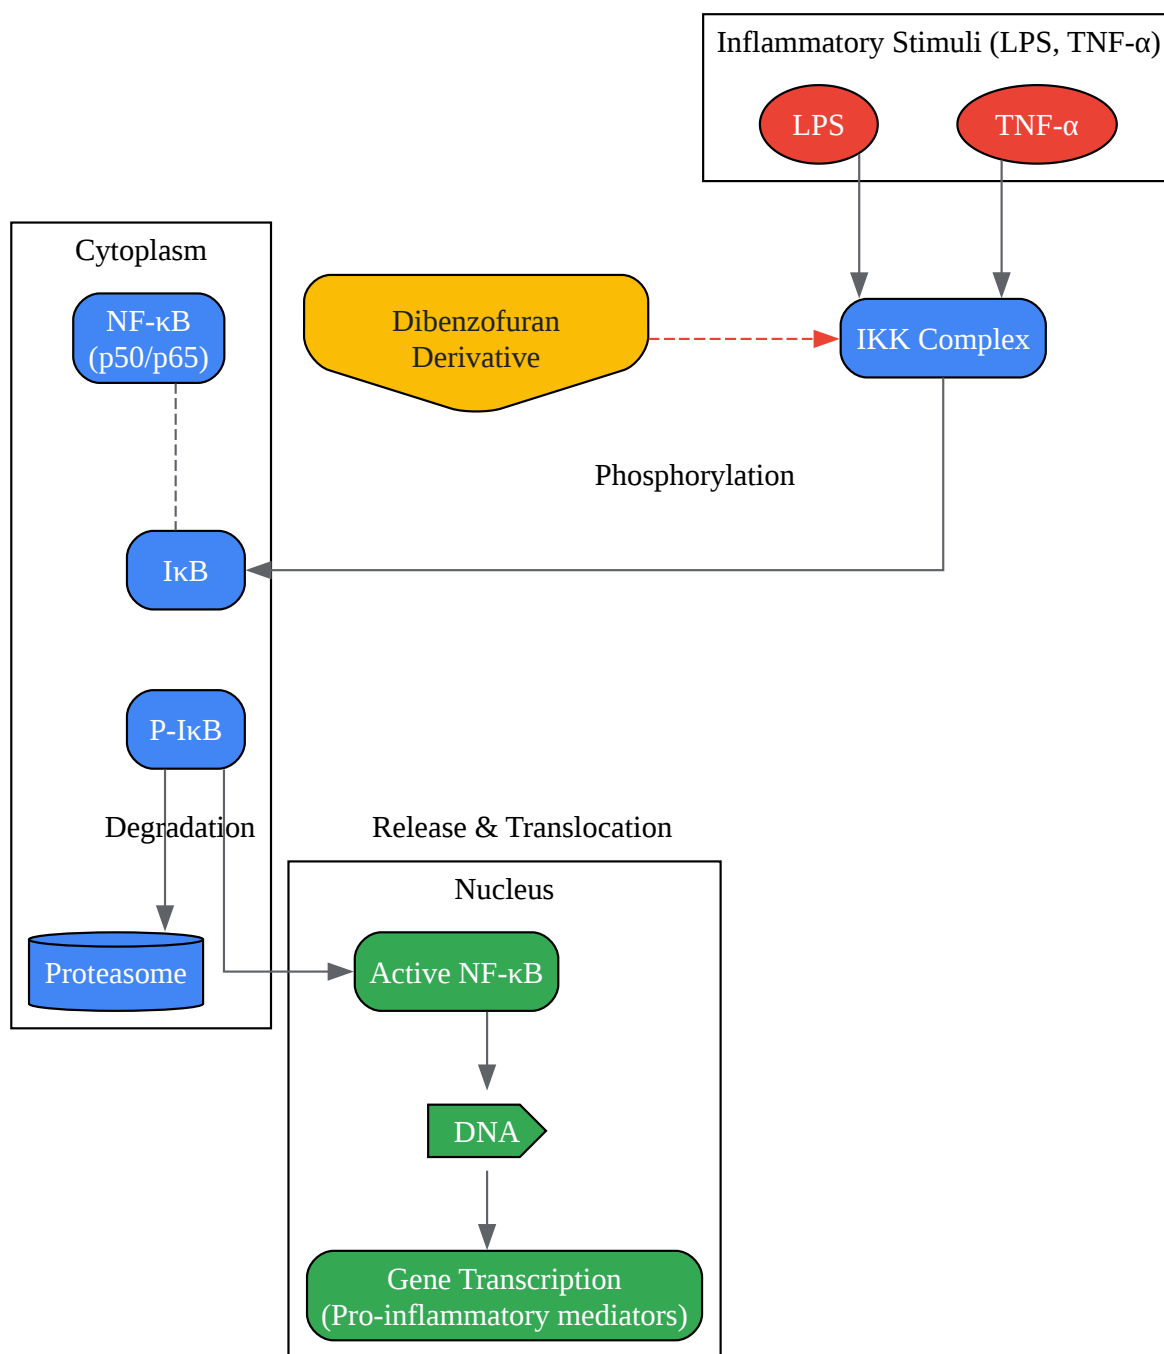 Inflammatory Stimuli (LPS, TNF-α)
LPS
TNF-α
Cytoplasm
NF-κB
(p50/p65)
Dibenzofuran
Derivative
IKK Complex
Phosphorylation
IκB
P-IκB
Degradation
Release & Translocation
Nucleus
Proteasome
Active NF-κB
DNA
Gene Transcription
(Pro-inflammatory mediators)